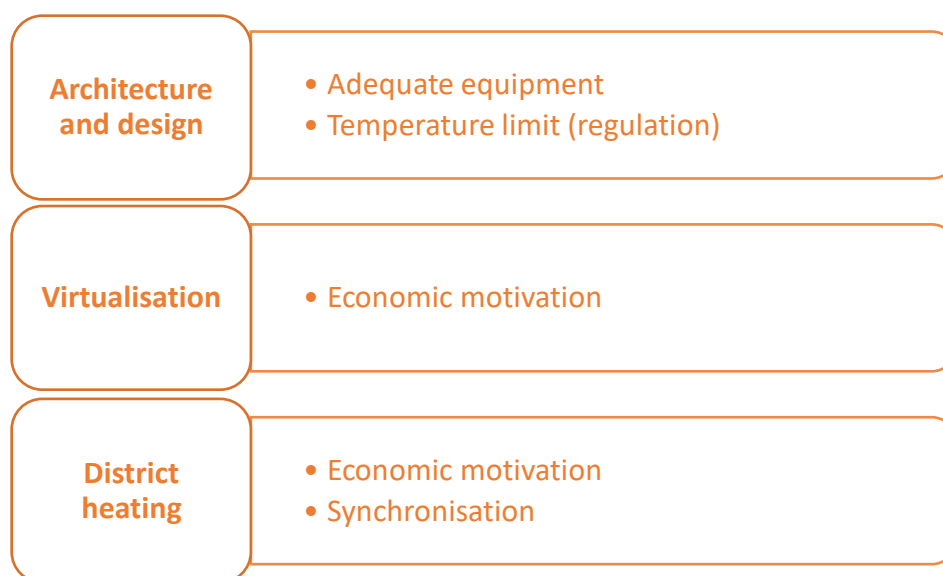 Architecture
and design
• Adequate equipment
• Temperature limit (regulation)
Virtualisation
• Economic motivation
District
heating
• Economic motivation
• Synchronisation